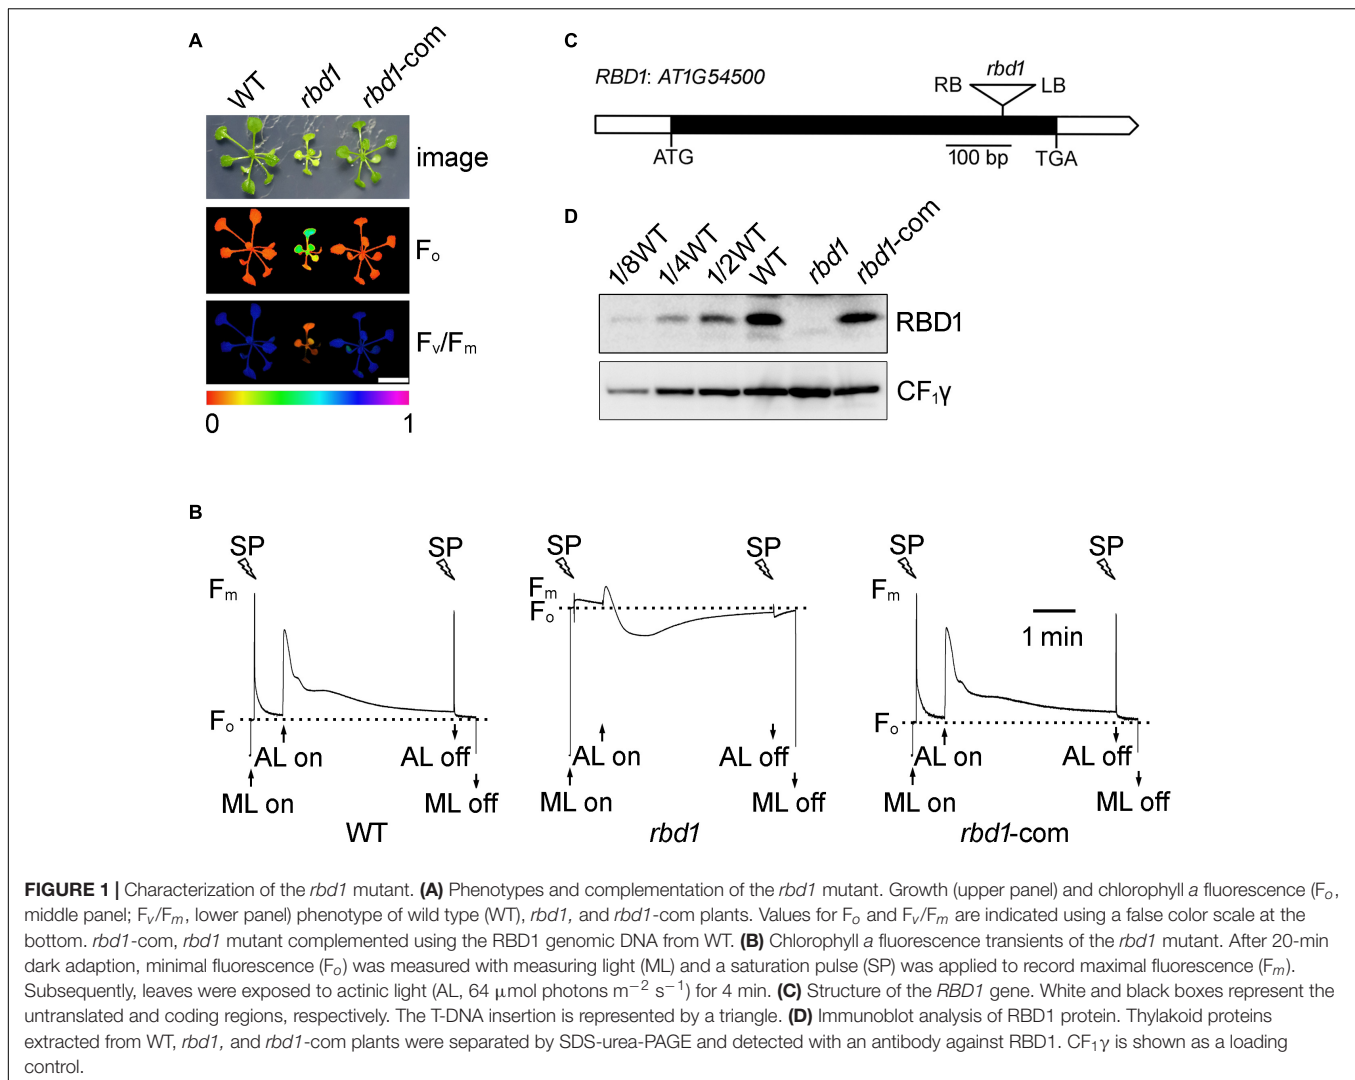 A
WT
rbd1
rbd1-com
image
Fo
Fv/Fm
0 1
C
RBD1: AT1G54500
rbd1
RB LB
ATG
100 bp
TGA
D
1/8WT 1/4WT 1/2WT WT rbd1 rbd1-com
RBD1
CF1γ
B
SP SP SP SP SP SP
Fm Fm Fm
Fo Fo Fo
1 min
AL on AL off AL on AL off AL on AL off
ML on ML off ML on ML off ML on ML off
WT rbd1 rbd1-com
FIGURE 1 | Characterization of the rbd1 mutant. (A) Phenotypes and complementation of the rbd1 mutant. Growth (upper panel) and chlorophyll a fluorescence (Fo,
middle panel; Fv/Fm, lower panel) phenotype of wild type (WT), rbd1, and rbd1-com plants. Values for Fo and Fv/Fm are indicated using a false color scale at the
bottom. rbd1-com, rbd1 mutant complemented using the RBD1 genomic DNA from WT. (B) Chlorophyll a fluorescence transients of the rbd1 mutant. After 20-min
dark adaption, minimal fluorescence (Fo) was measured with measuring light (ML) and a saturation pulse (SP) was applied to record maximal fluorescence (Fm).
Subsequently, leaves were exposed to actinic light (AL, 64 μmol photons m−2 s−1) for 4 min. (C) Structure of the RBD1 gene. White and black boxes represent the
untranslated and coding regions, respectively. The T-DNA insertion is represented by a triangle. (D) Immunoblot analysis of RBD1 protein. Thylakoid proteins
extracted from WT, rbd1, and rbd1-com plants were separated by SDS-urea-PAGE and detected with an antibody against RBD1. CF1γ is shown as a loading
control.